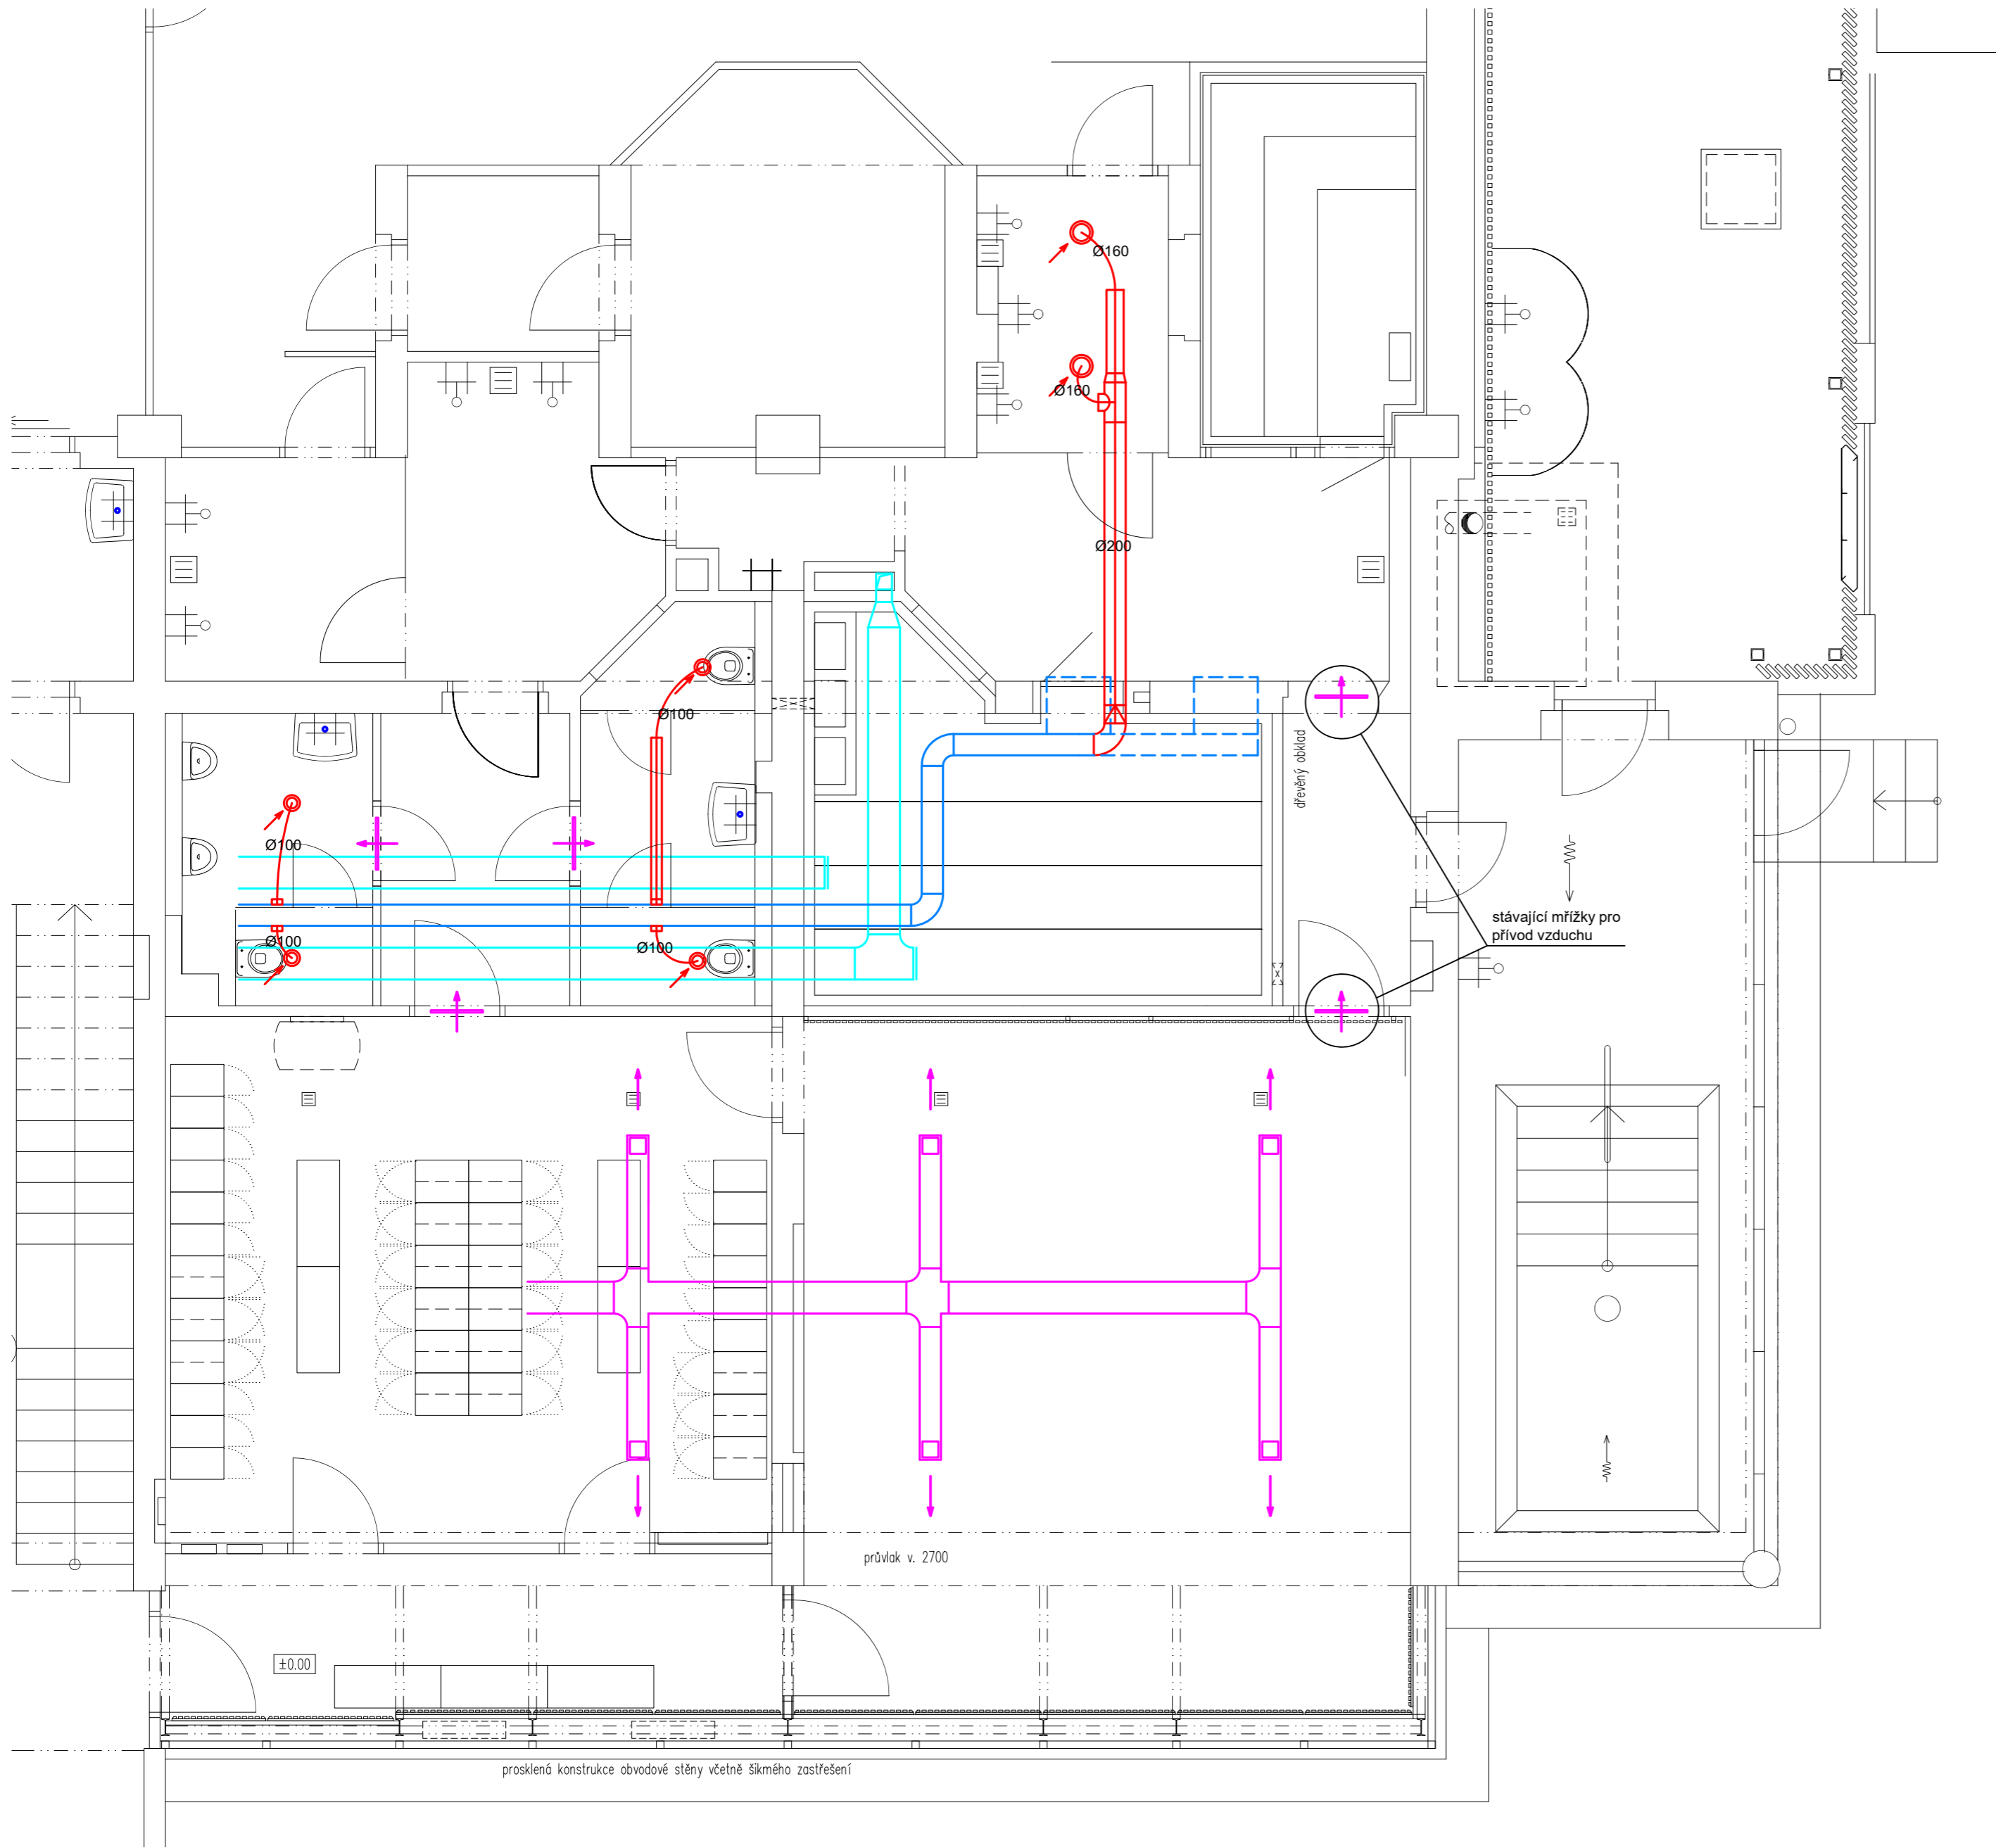 Ø160
Ø160
Ø200
Ø100
dřevěný obklad
Ø100
stávající mřížky pro
přívod vzduchu
Ø100
Ø100
průvlak v. 2700
±0.00
prosklená konstrukce obvodové stěny včetně šikmého zastřešení